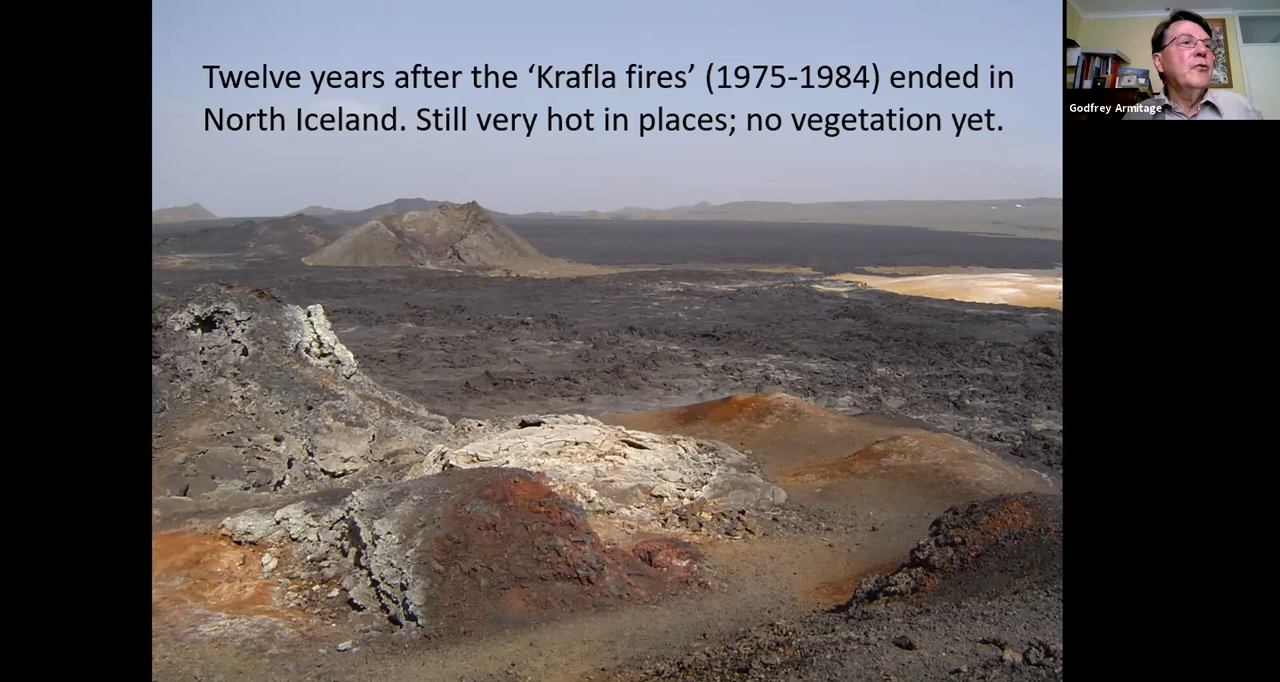 Twelve years after the ‘Krafla fires’ (1975-1984) ended in
North Iceland. Still very hot in places; no vegetation yet.
Godfrey Armitage